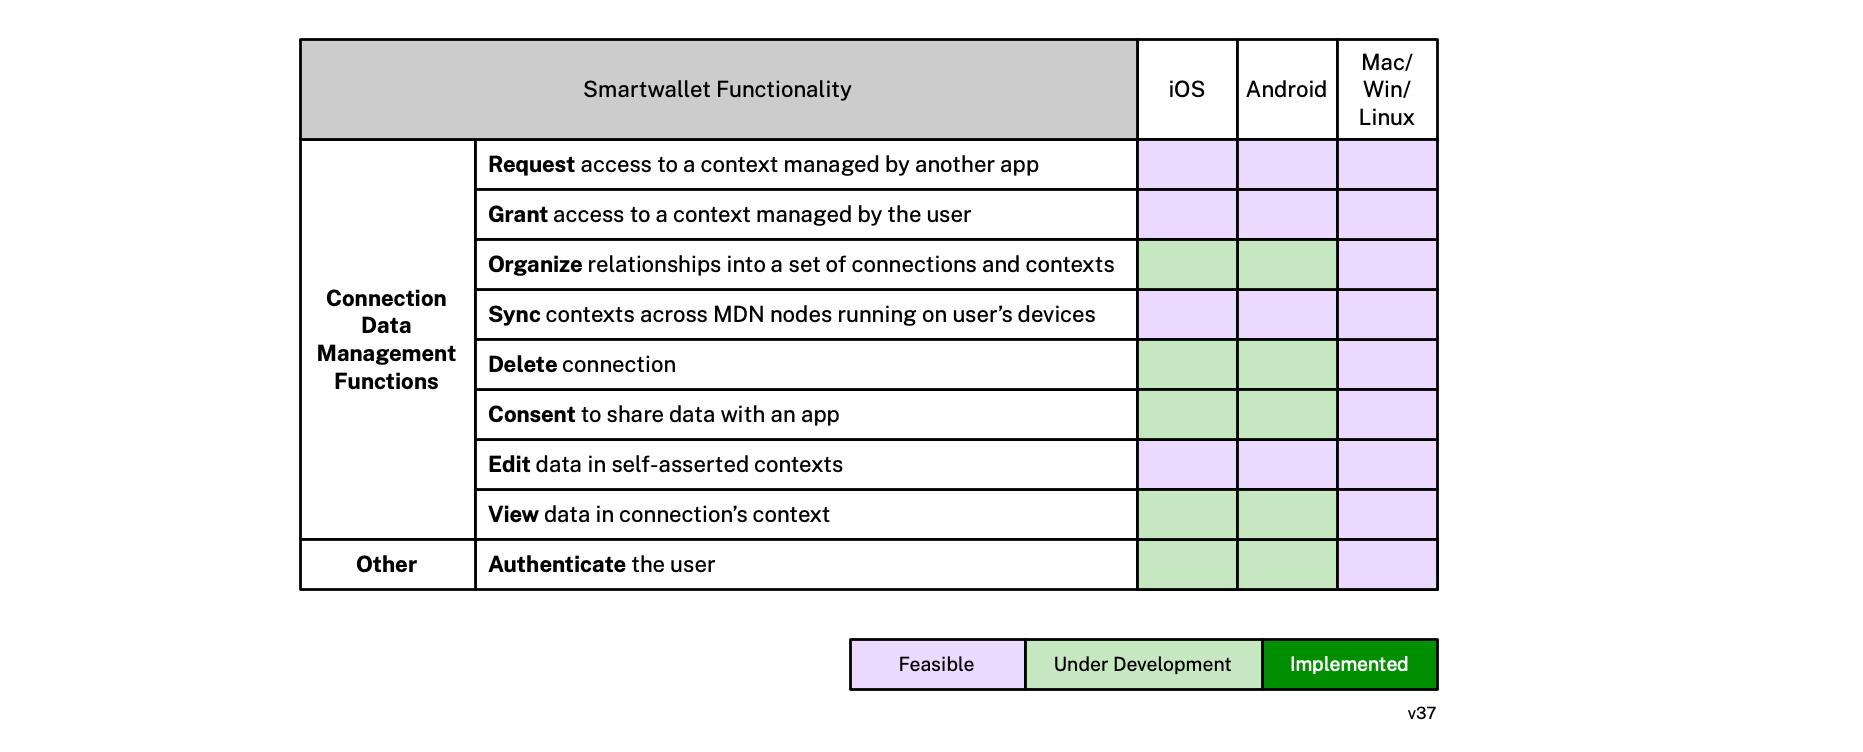 Smartwallet Functionality
iOS
Android
Mac/
Win/
Linux
Connection
Data
Management
Functions
Request access to a context managed by another app
Grant access to a context managed by the user
Organize relationships into a set of connections and contexts
Sync contexts across MDN nodes running on user’s devices
Delete connection
Consent to share data with an app
Edit data in self-asserted contexts
View data in connection’s context
Other
Authenticate the user
Feasible
Under Development
Implemented
v37